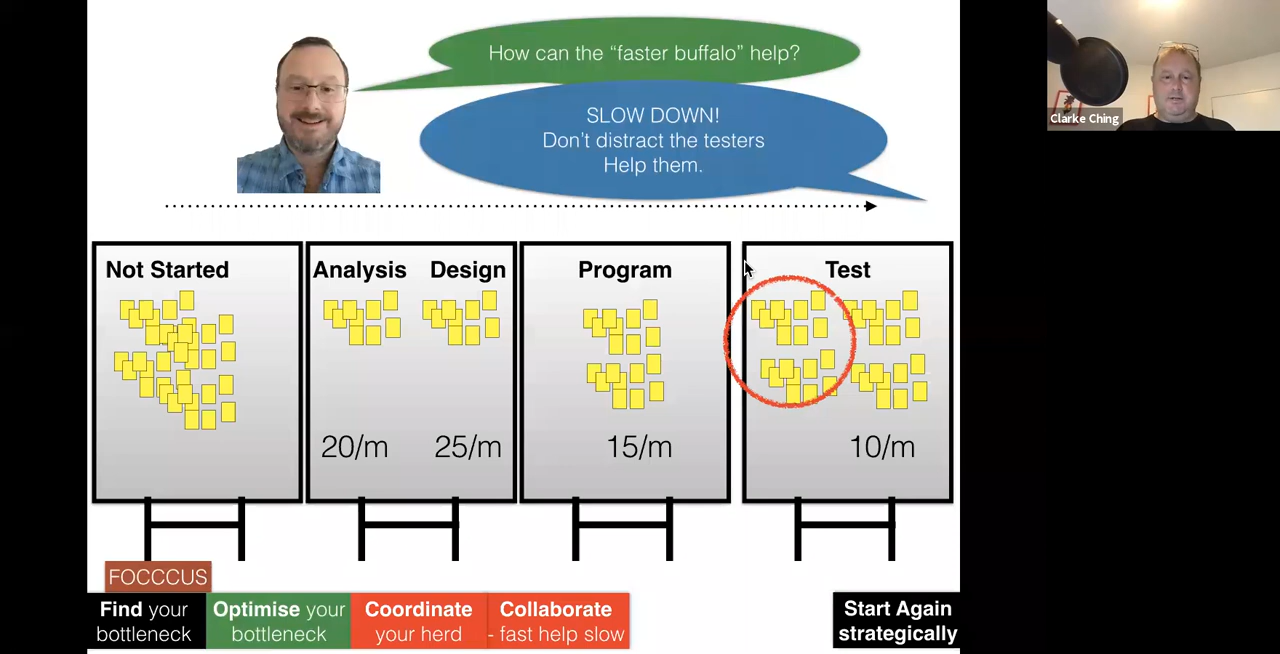 How can the “faster buffalo” help?
SLOW DOWN!
Don’t distract the testers
Help them.
Clarke Ching
Not Started
Analysis
Design
Program
Test
20/m
25/m
15/m
10/m
FOCCCUS
Find your
bottleneck
Optimise your
bottleneck
Coordinate
your herd
Collaborate
- fast help slow
Start Again
strategically